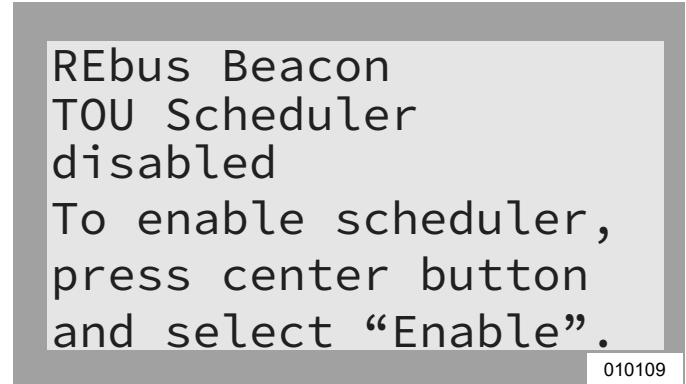 REbus Beacon
TOU Scheduler
disabled
To enable scheduler,
press center button
and select “Enable”.
010109